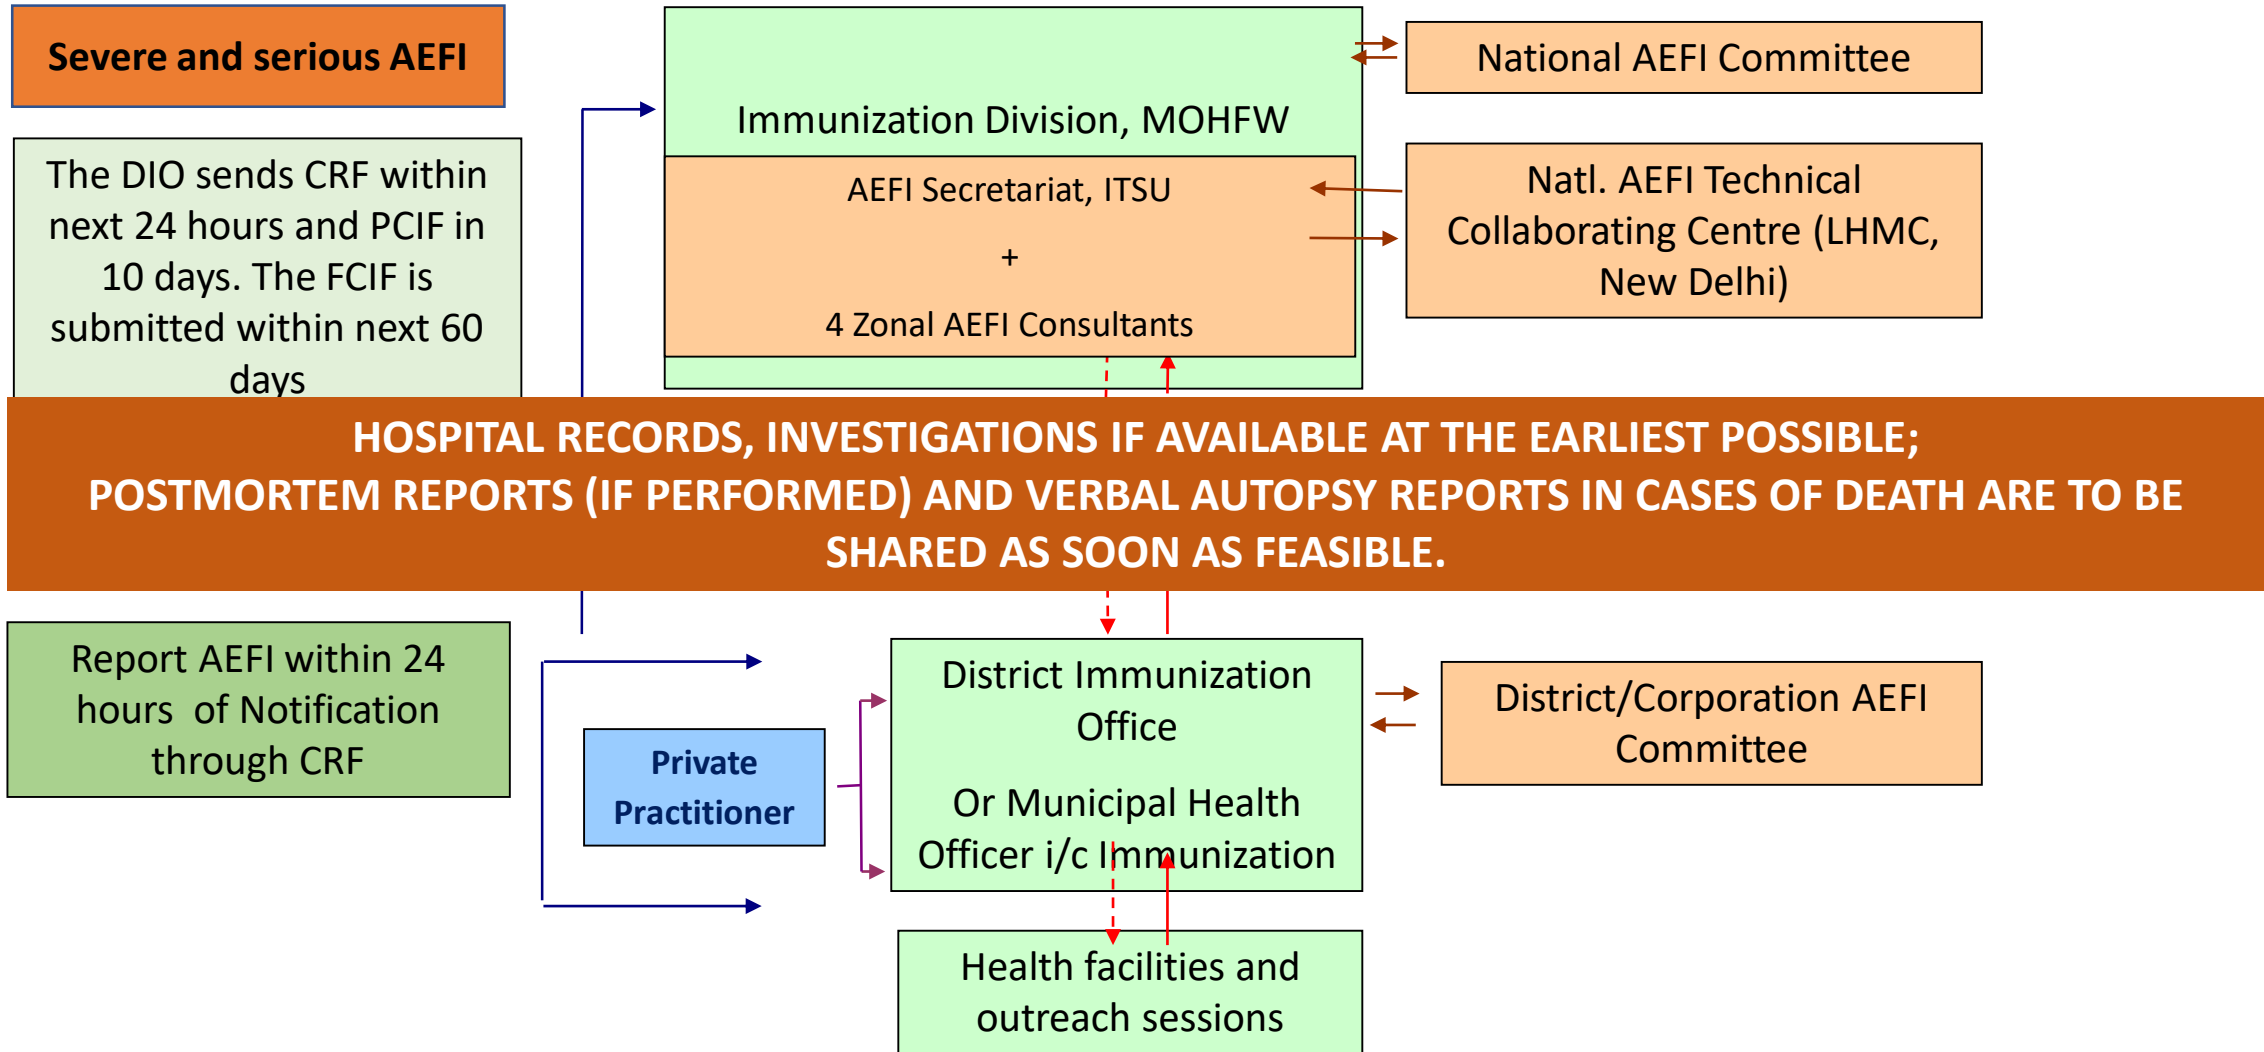 Severe and serious AEFI
The DIO sends CRF within
next 24 hours and PCIF in
10 days. The FCIF is
submitted within next 60
days
Immunization Division, MOHFW
AEFI Secretariat, ITSU
+
4 Zonal AEFI Consultants
National AEFI Committee
Natl. AEFI Technical
Collaborating Centre (LHMC,
New Delhi)
HOSPITAL RECORDS, INVESTIGATIONS IF AVAILABLE AT THE EARLIEST POSSIBLE;
POSTMORTEM REPORTS (IF PERFORMED) AND VERBAL AUTOPSY REPORTS IN CASES OF DEATH ARE TO BE
SHARED AS SOON AS FEASIBLE.
Report AEFI within 24
hours  of Notification
through CRF
Private
Practitioner
District Immunization
Office
Or Municipal Health
Officer i/c Immunization
District/Corporation AEFI
Committee
Health facilities and
outreach sessions